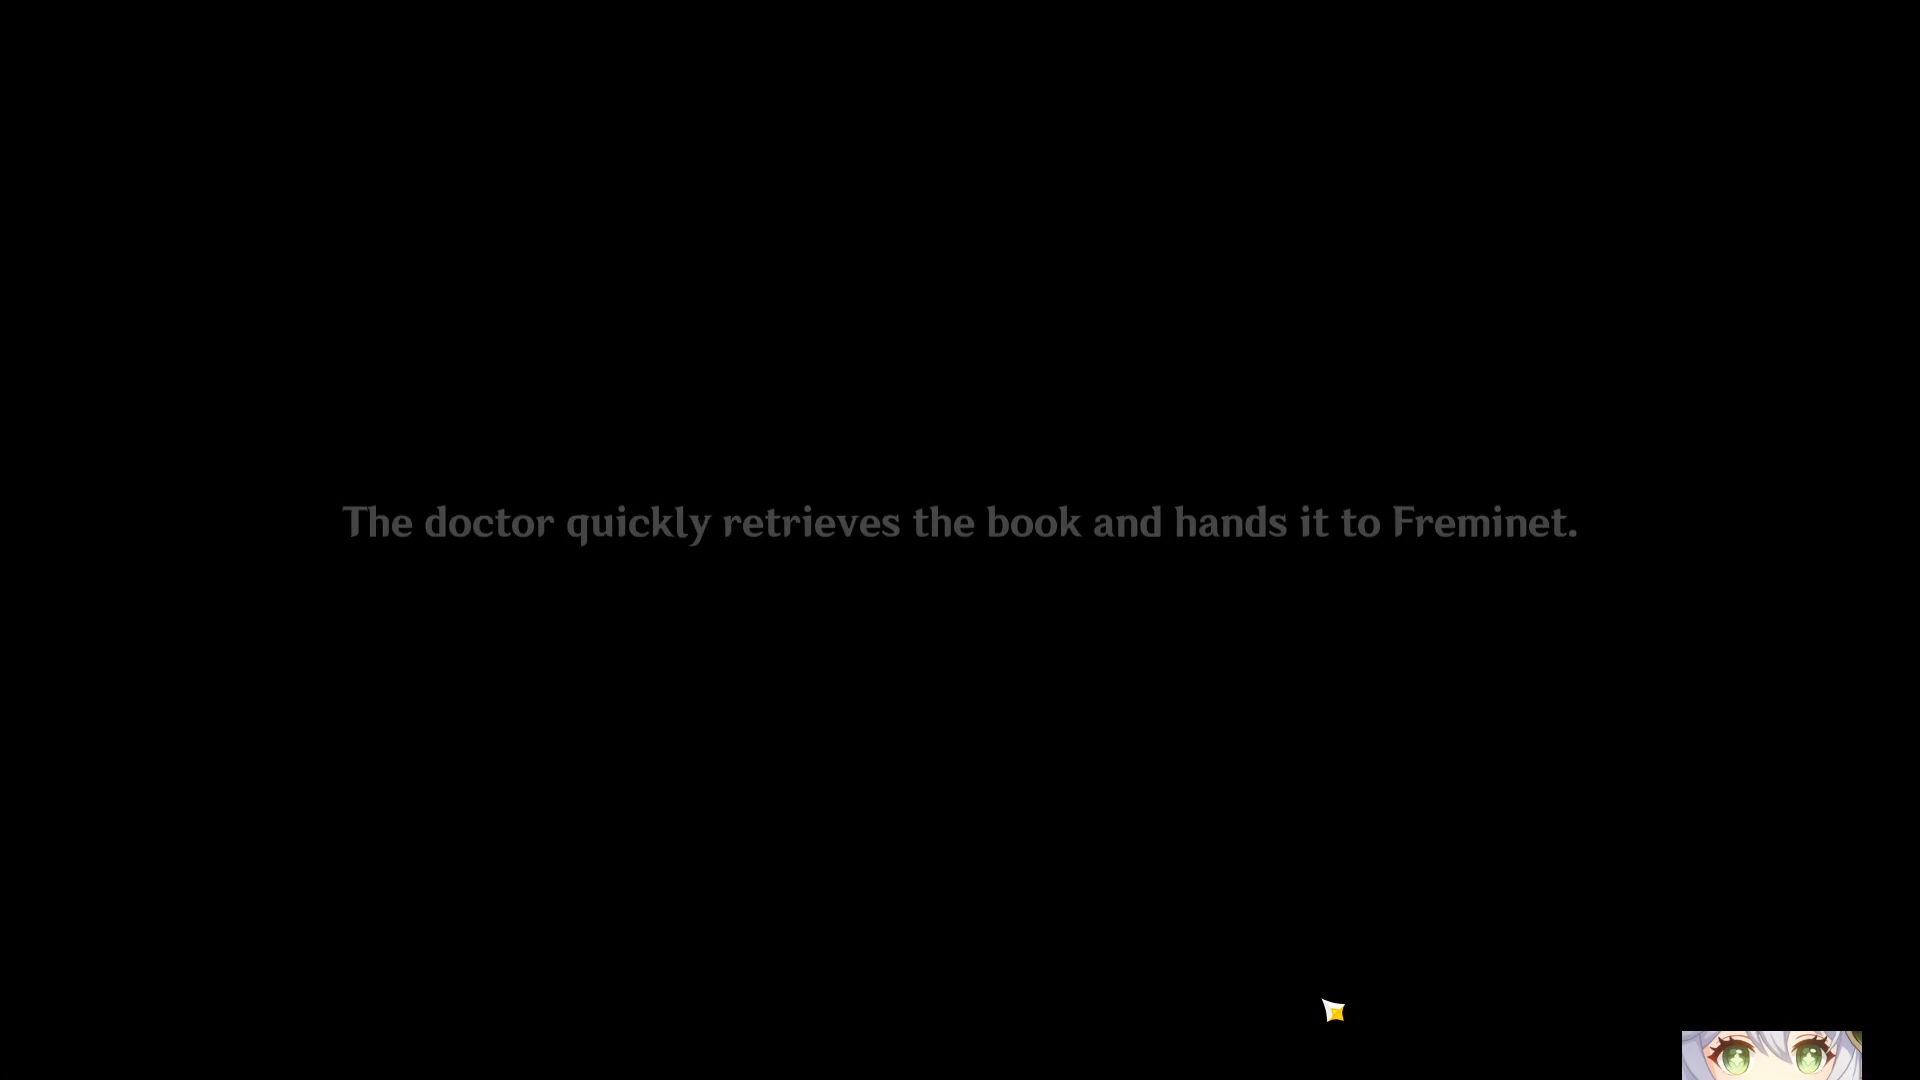 The doctor quickly retrieves the book and hands it to Freminet.